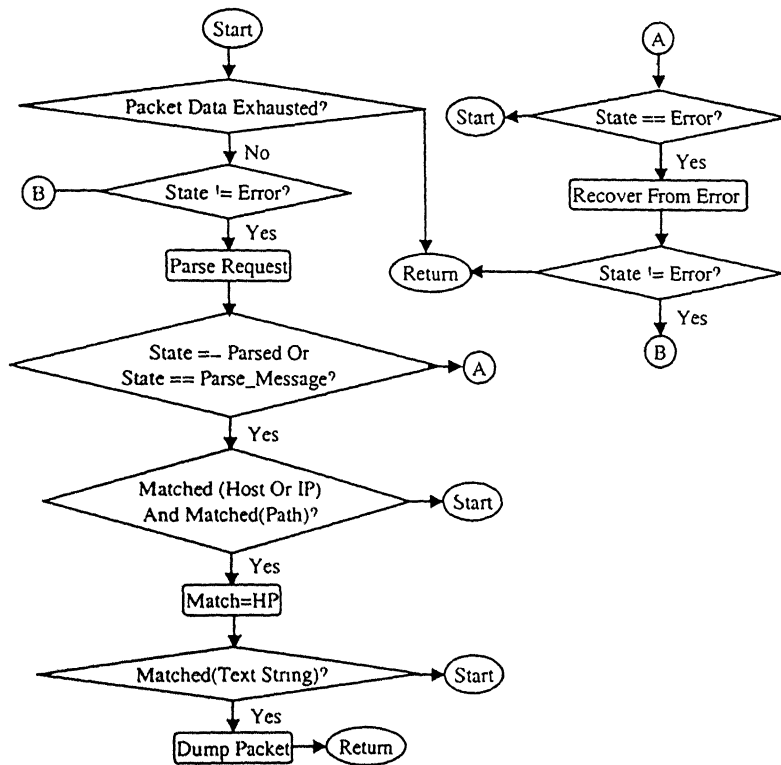 Start
Packet Data Exhausted?
No
B
State != Error?
Yes
Parse Request
State == Parsed Or
State == Parse_Message?
A
Yes
Matched (Host Or IP)
And Matched(Path)?
Start
Yes
Match=HP
Matched(Text String)?
Start
Yes
Dump Packet
Return
A
Start
State == Error?
Yes
Recover From Error
Return
State != Error?
Yes
B